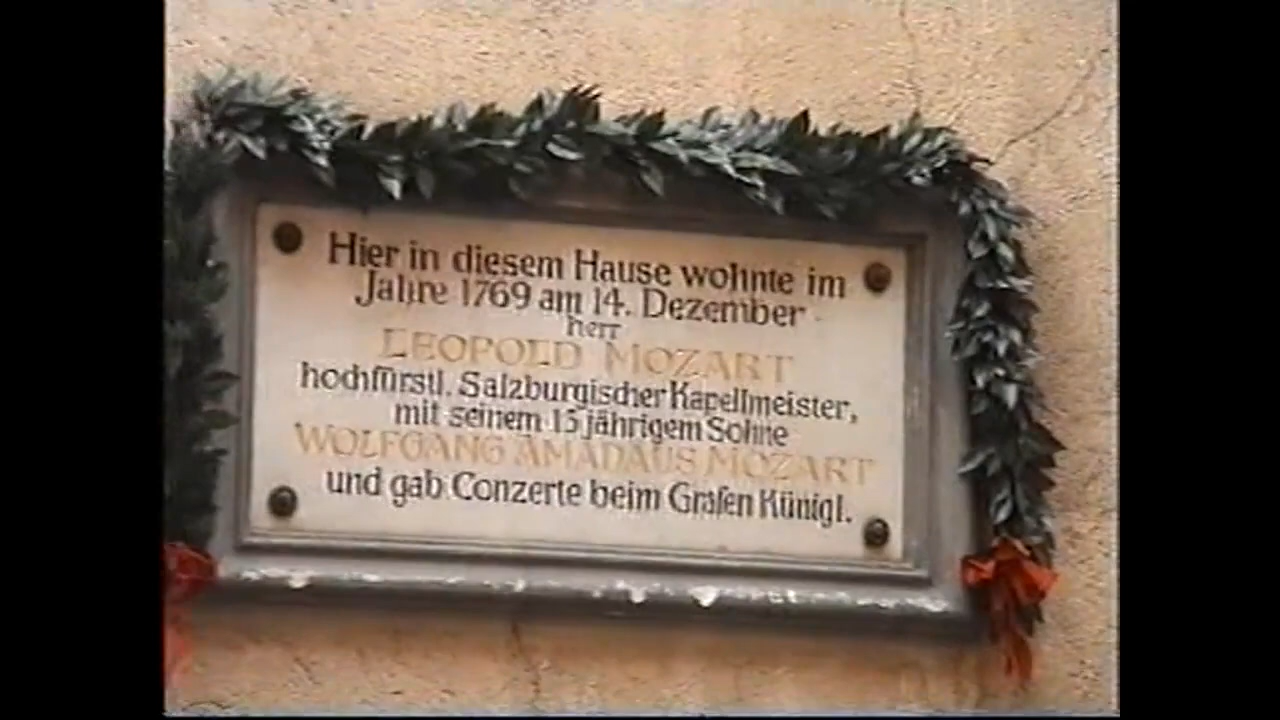 Hier in diesem Hause wohnte im
Jahre 1769 am 14. Dezember
herr
LEOPOLD MOZART
hochfürstl. Salzburgischer Kapellmeister,
mit seinem 13 jährigem Sohne
WOLFGANG AMADAUS MOZART
und gab Conzerte beim Grafen Künigl.